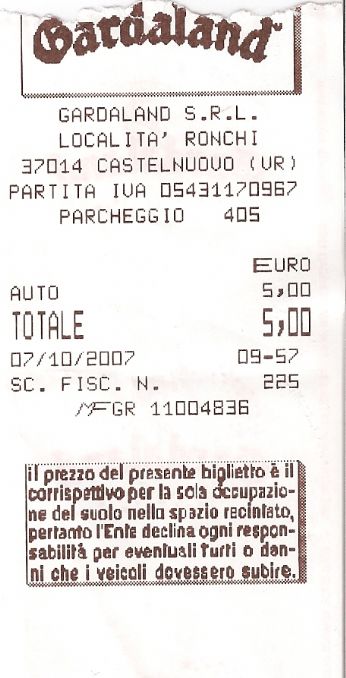 Gardaland
GARDALAND S.R.L.
LOCALITA' RONCHI
37014 CASTELNUOVO (VR)
PARTITA IVA 05431170967
PARCHEGGIO 405
EURO
AUTO 5,00
TOTALE 5,00
07/10/2007 09-57
SC. FISC. N. 225
MFGR 11004836
il prezzo del presente biglietto è il
corrispettivo per la sola occupazio-
ne del suolo nello spazio recintato,
pertanto l'Ente declina ogni respon-
sabilità per eventuali furti o dan-
ni che i veicoli dovessero subire.